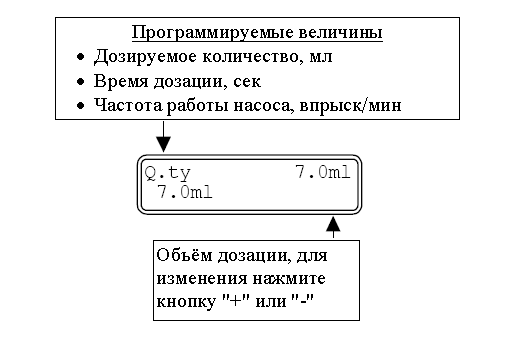 Программируемые величины
• Дозируемое количество, мл
• Время дозации, сек
• Частота работы насоса, впрыск/мин
Q.ty 7.0ml
7.0ml
Объём дозации, для
изменения нажмите
кнопку "+" или "-"